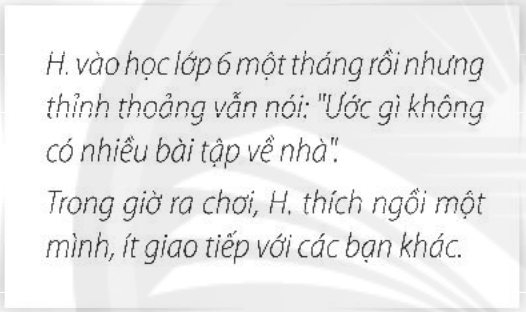 H. vào học lớp 6 một tháng rồi nhưng
thỉnh thoảng vẫn nói: "Ước gì không
có nhiều bài tập về nhà".
Trong giờ ra chơi, H. thích ngồi một
mình, ít giao tiếp với các bạn khác.